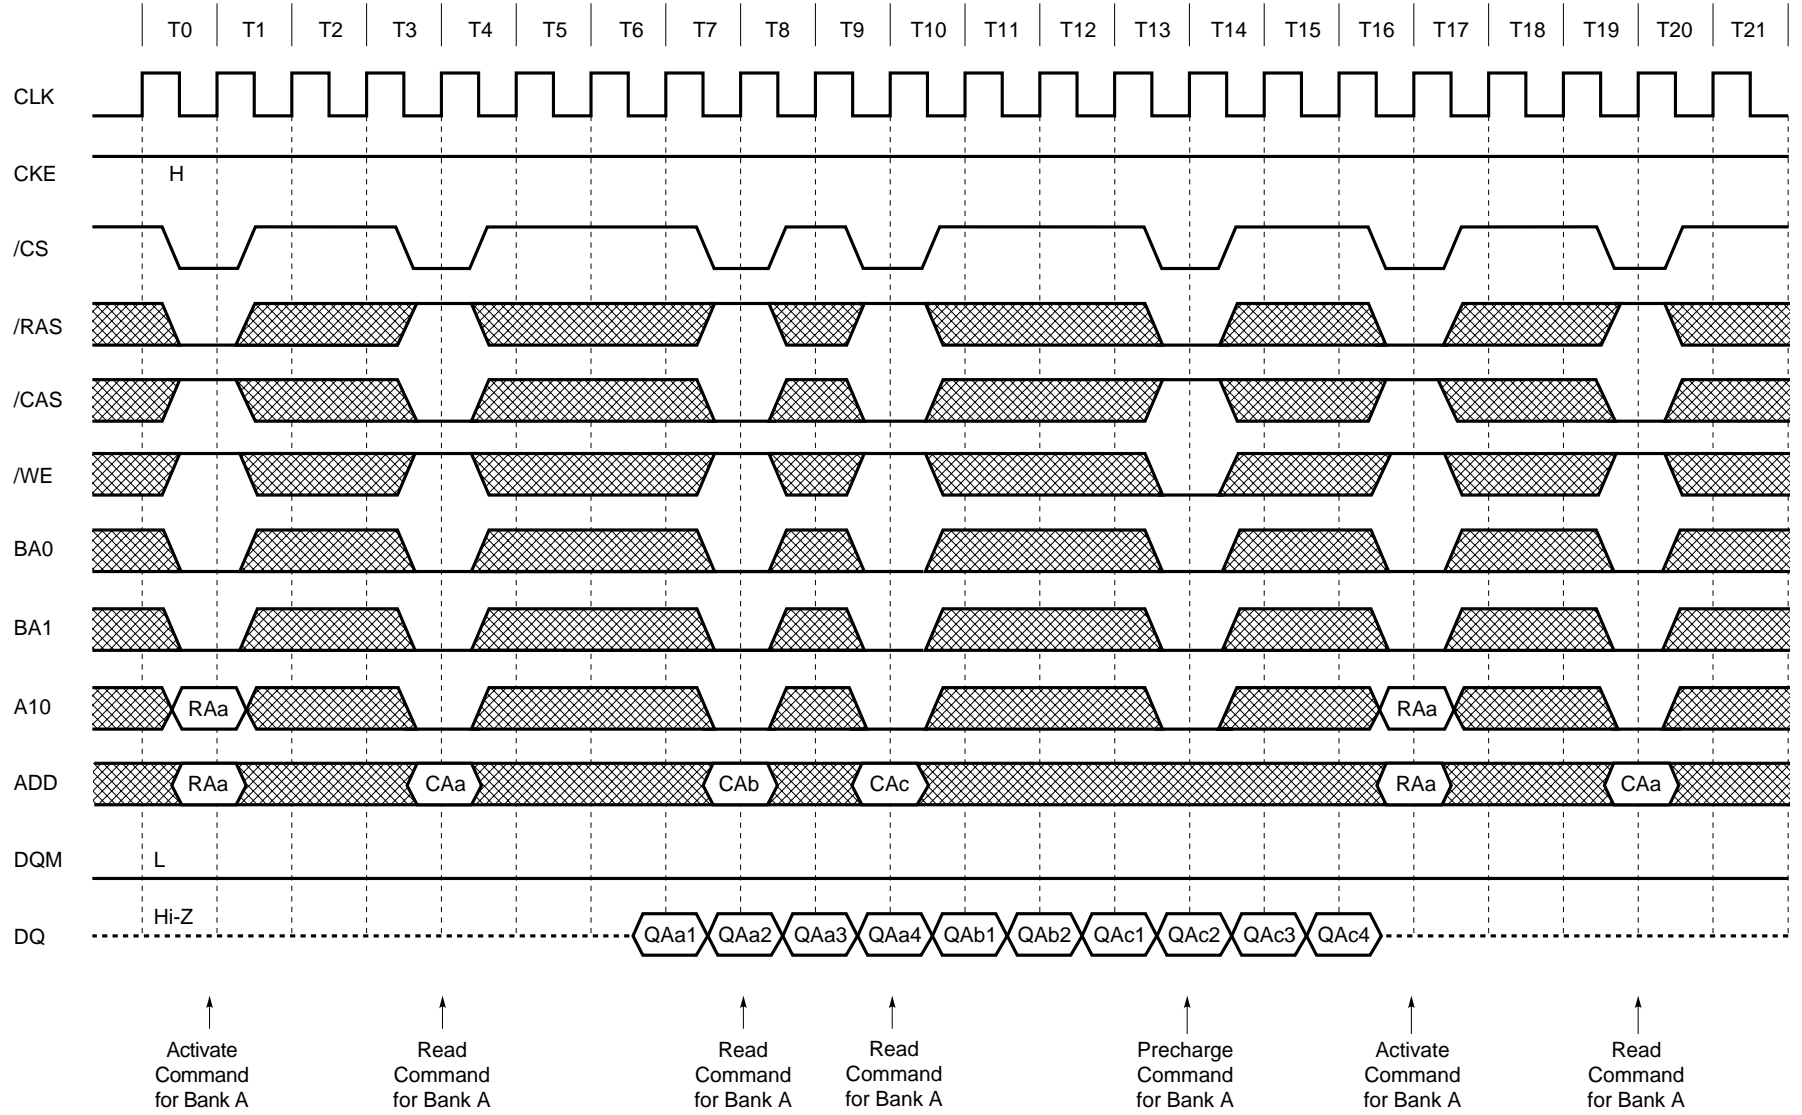 T0 T1 T2 T3 T4 T5 T6 T7 T8 T9 T10 T11 T12 T13 T14 T15 T16 T17 T18 T19 T20 T21
CLK
CKE H
/CS
/RAS
/CAS
/WE
BA0
BA1
A10 RAa RAa
ADD RAa CAa CAb CAc RAa CAa
DQM L
Hi-Z
DQ QAa1 QAa2 QAa3 QAa4 QAb1 QAb2 QAc1 QAc2 QAc3 QAc4
Activate
Command
for Bank A
Read
Command
for Bank A
Read
Command
for Bank A
Read
Command
for Bank A
Precharge
Command
for Bank A
Activate
Command
for Bank A
Read
Command
for Bank A